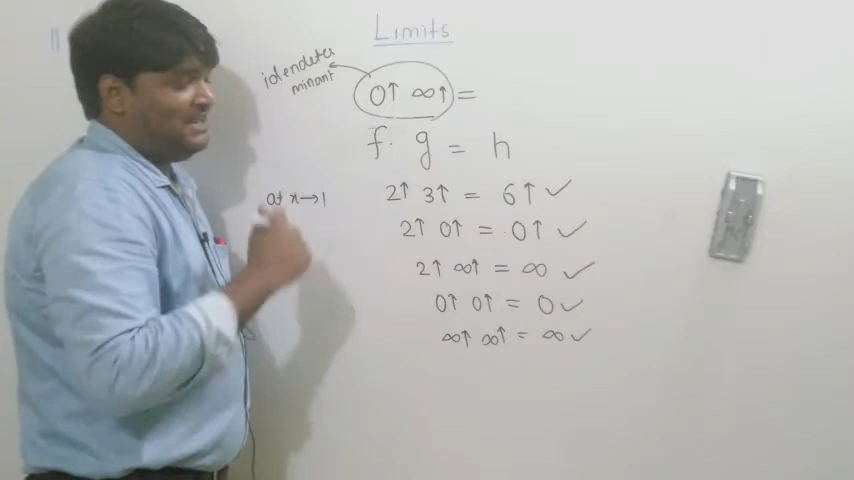 Limits
idendeter
minant
0↑ ∞↑ =
f. g = h
at x→1
2↑ 3↑ = 6↑ ✓
2↑ 0↑ = 0↑ ✓
2↑ ∞↑ = ∞ ✓
0↑ 0↑ = 0 ✓
∞↑ ∞↑ = ∞ ✓